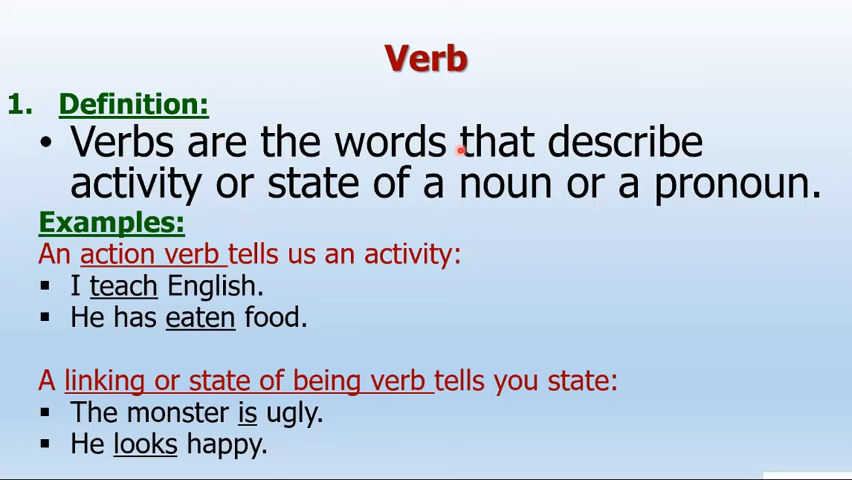 Verb
1. Definition:
• Verbs are the words that describe
activity or state of a noun or a pronoun.
Examples:
An action verb tells us an activity:
▪ I teach English.
▪ He has eaten food.
A linking or state of being verb tells you state:
▪ The monster is ugly.
▪ He looks happy.